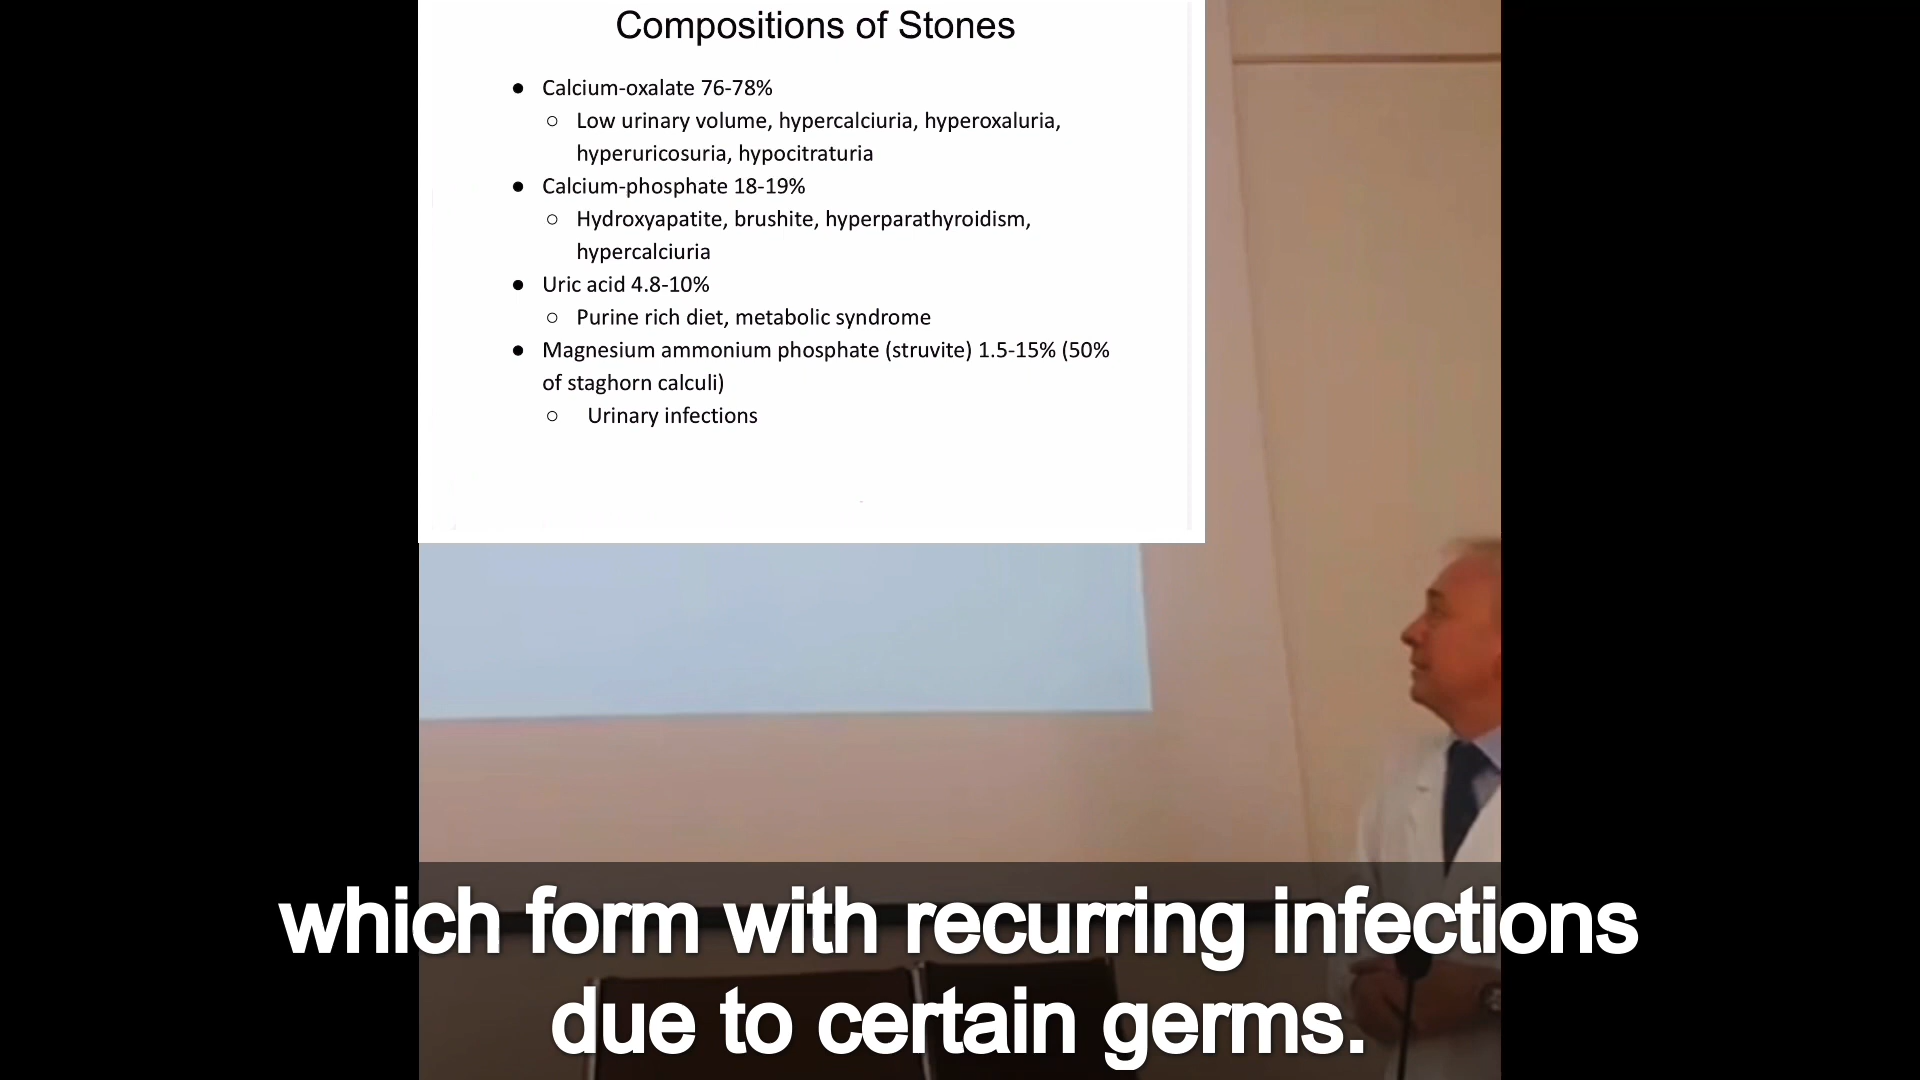 Compositions of Stones
● Calcium-oxalate 76-78%
○ Low urinary volume, hypercalciuria, hyperoxaluria,
hyperuricosuria, hypocitraturia
● Calcium-phosphate 18-19%
○ Hydroxyapatite, brushite, hyperparathyroidism,
hypercalciuria
● Uric acid 4.8-10%
○ Purine rich diet, metabolic syndrome
● Magnesium ammonium phosphate (struvite) 1.5-15% (50%
of staghorn calculi)
○ Urinary infections
which form with recurring infections
due to certain germs.